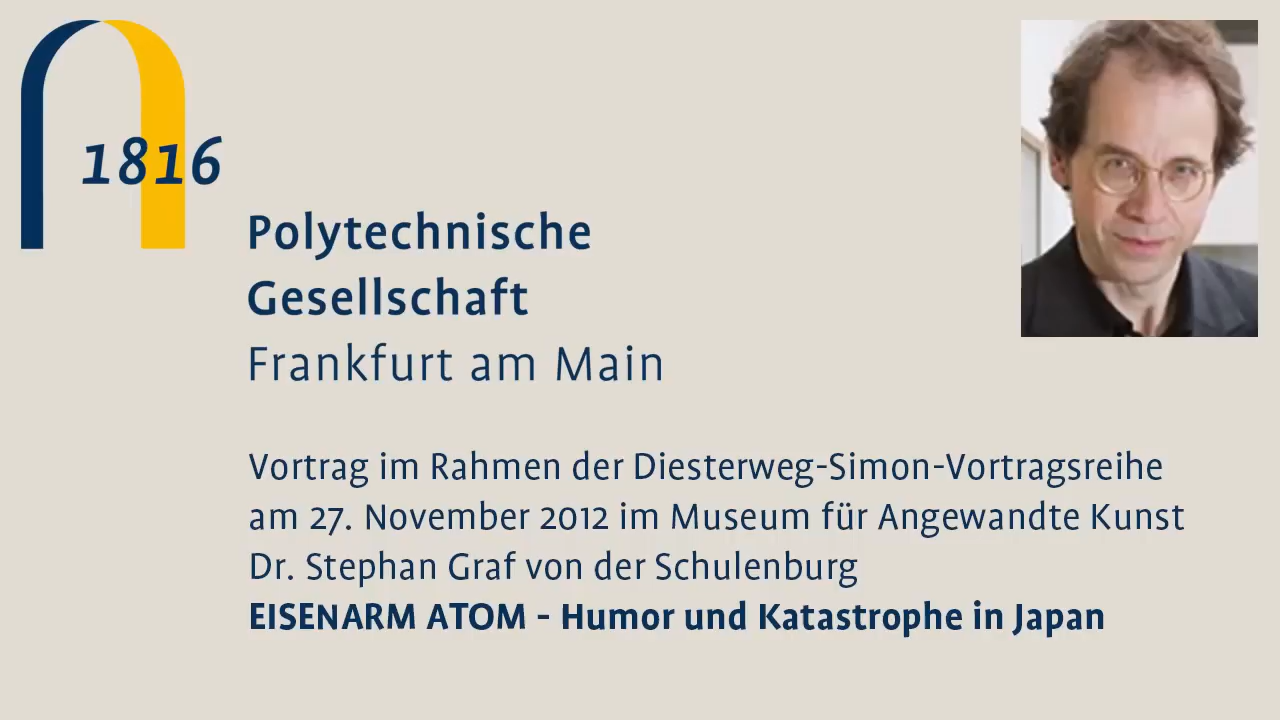 1816
Polytechnische
Gesellschaft
Frankfurt am Main
Vortrag im Rahmen der Diesterweg-Simon-Vortragsreihe
am 27. November 2012 im Museum für Angewandte Kunst
Dr. Stephan Graf von der Schulenburg
EISENARM ATOM - Humor und Katastrophe in Japan